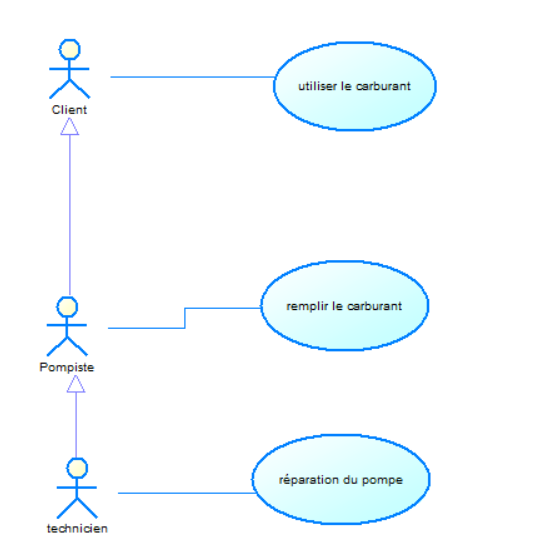 utiliser le carburant
Client
remplir le carburant
Pompiste
réparation du pompe
technicien